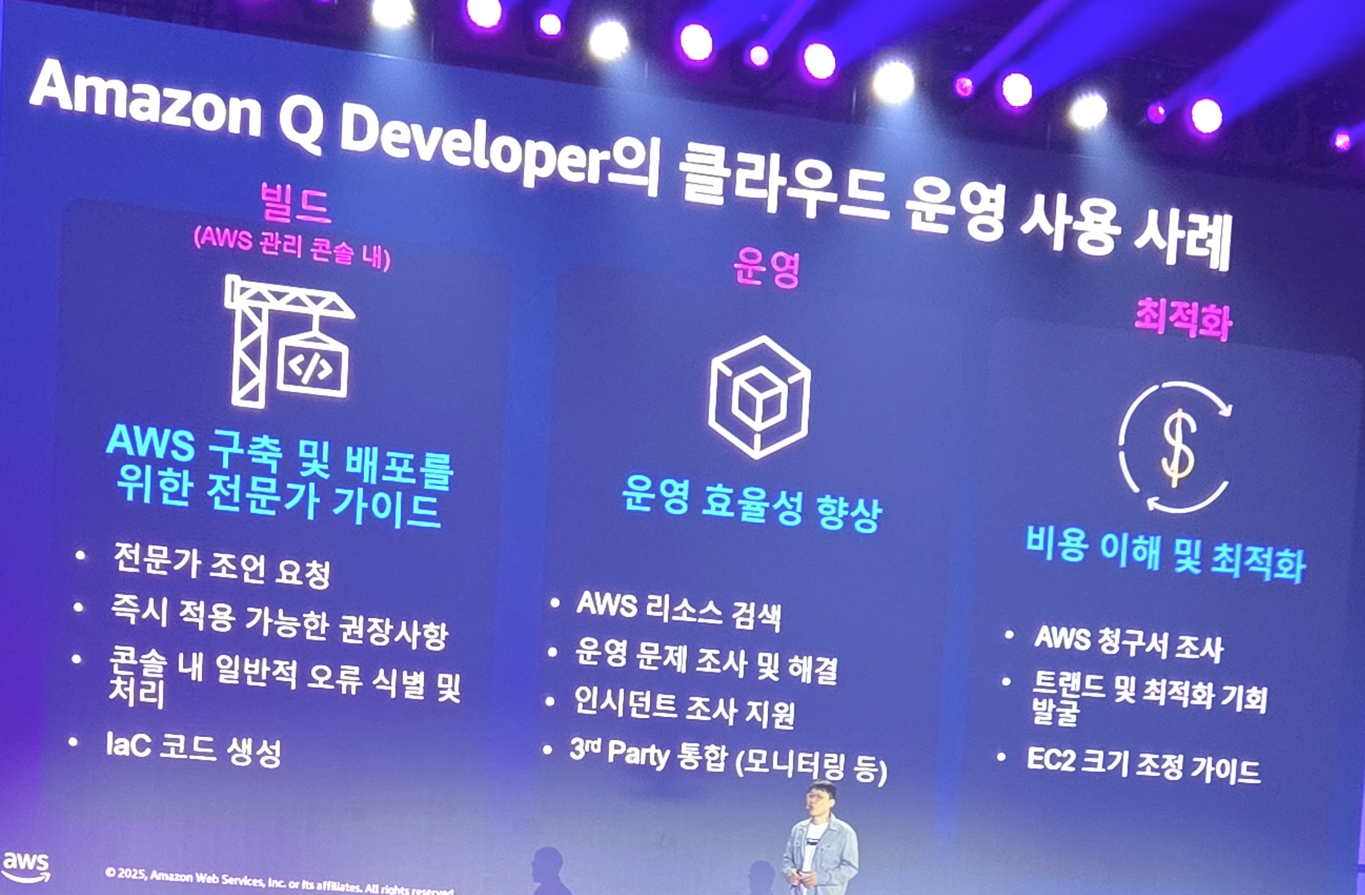 Amazon Q Developer의 클라우드 운영 사용 사례
빌드
(AWS 관리 콘솔 내)
</>
AWS 구축 및 배포를
위한 전문가 가이드
• 전문가 조언 요청
• 즉시 적용 가능한 권장사항
• 콘솔 내 일반적 오류 식별 및
처리
• IaC 코드 생성
운영
운영 효율성 향상
• AWS 리소스 검색
• 운영 문제 조사 및 해결
• 인시던트 조사 지원
• 3rd Party 통합 (모니터링 등)
최적화
$
비용 이해 및 최적화
• AWS 청구서 조사
• 트랜드 및 최적화 기회
발굴
• EC2 크기 조정 가이드
aws
© 2025, Amazon Web Services, Inc. or its affiliates. All rights reserved.